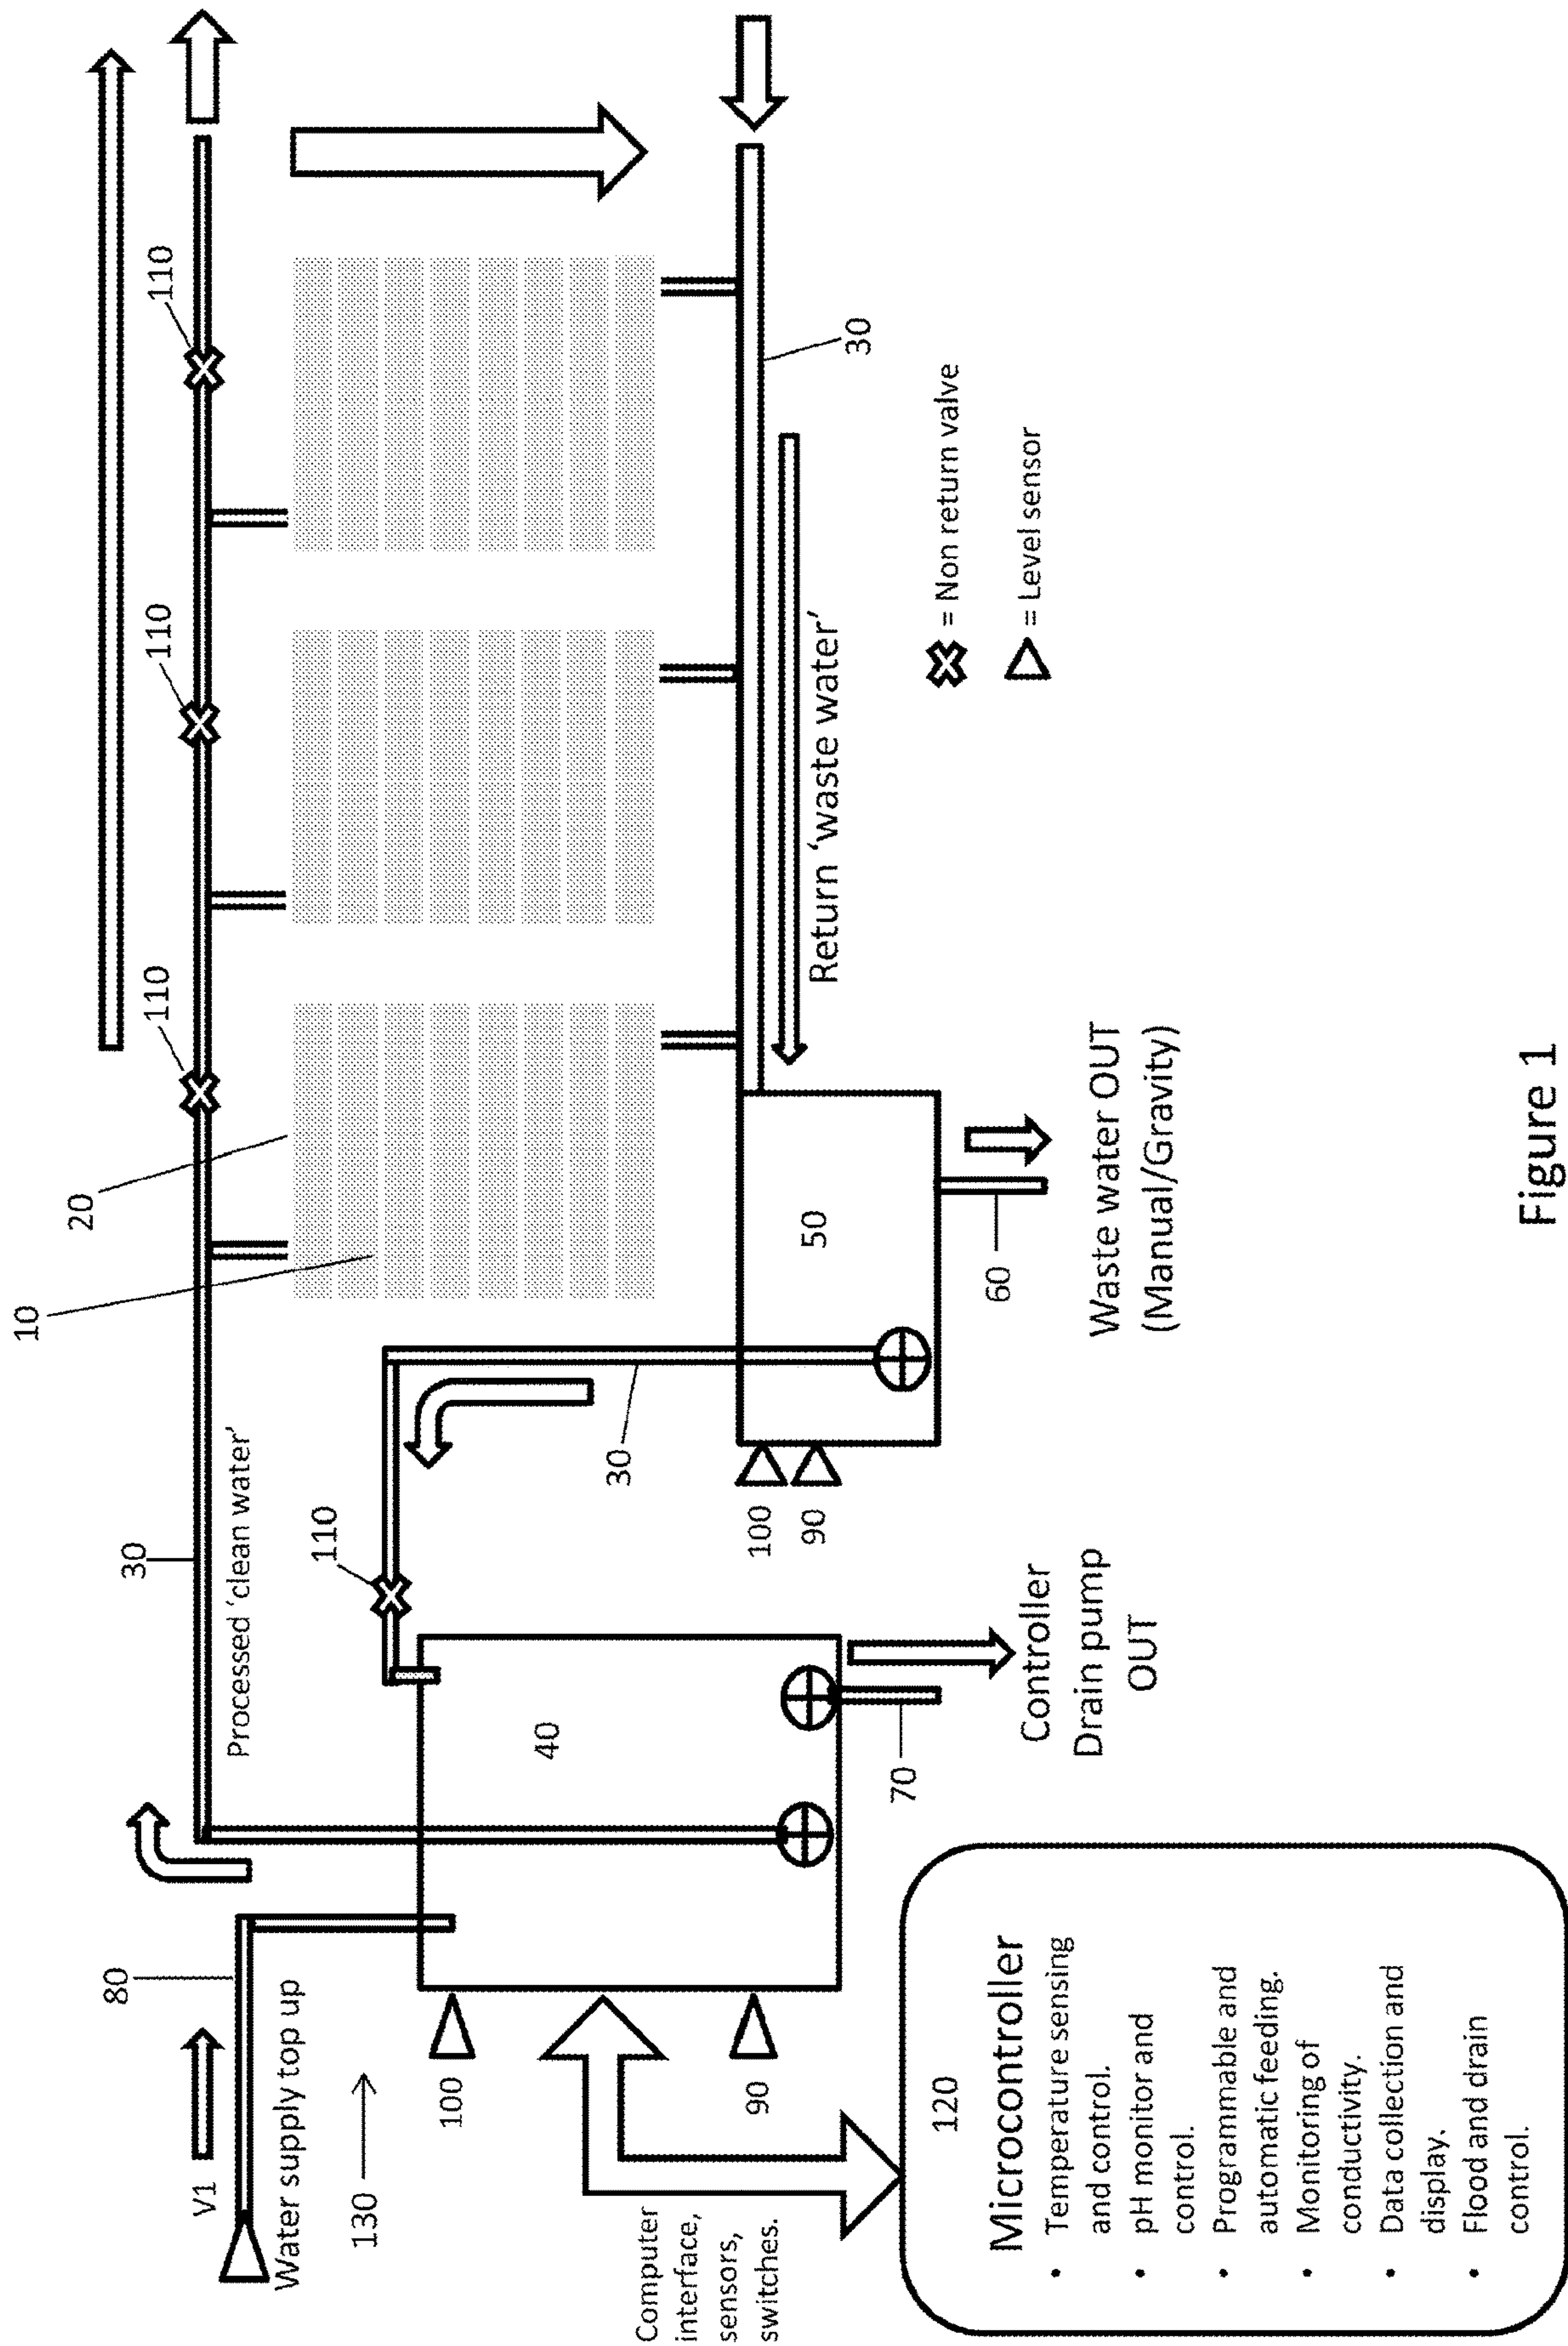 10
20
110
110
110
30
Processed ‘clean water’
80
V1
Water supply top up
130
110
30
100
40
90
100
90
50
30
Return ‘waste water’
= Non return valve
= Level sensor
60
Waste water OUT
(Manual/Gravity)
70
Controller
Drain pump
OUT
Computer
interface,
sensors,
switches.
120
Microcontroller
• Temperature sensing
and control.
• pH monitor and
control.
• Programmable and
automatic feeding.
• Monitoring of
conductivity.
• Data collection and
display.
• Flood and drain
control.
Figure 1